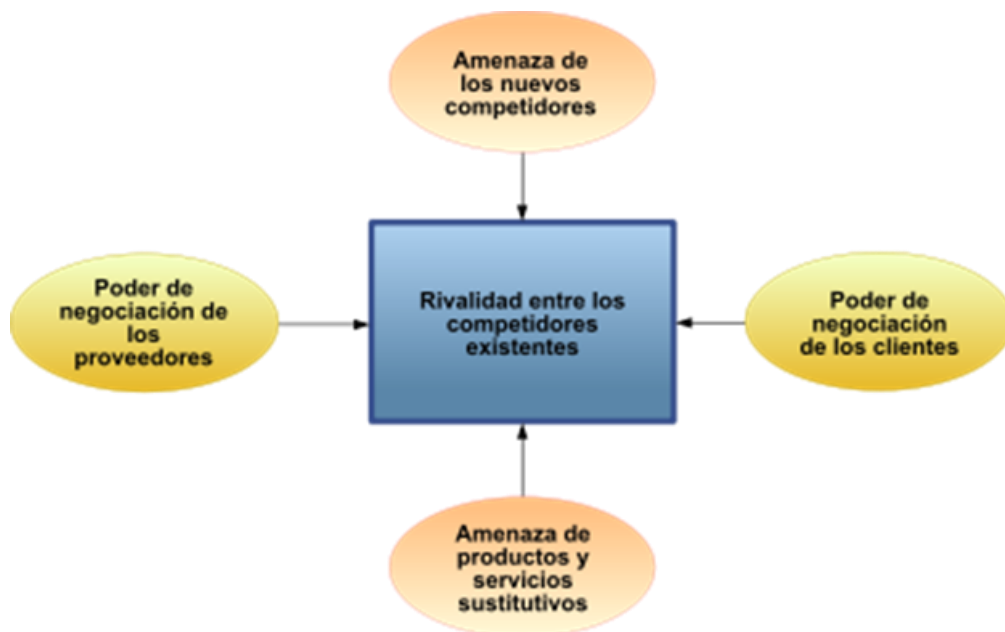 Amenaza de
los nuevos
competidores
Poder de
negociación de
los
proveedores
Rivalidad entre los
competidores
existentes
Poder de
negociación
de los clientes
Amenaza de
productos y
servicios
sustitutivos